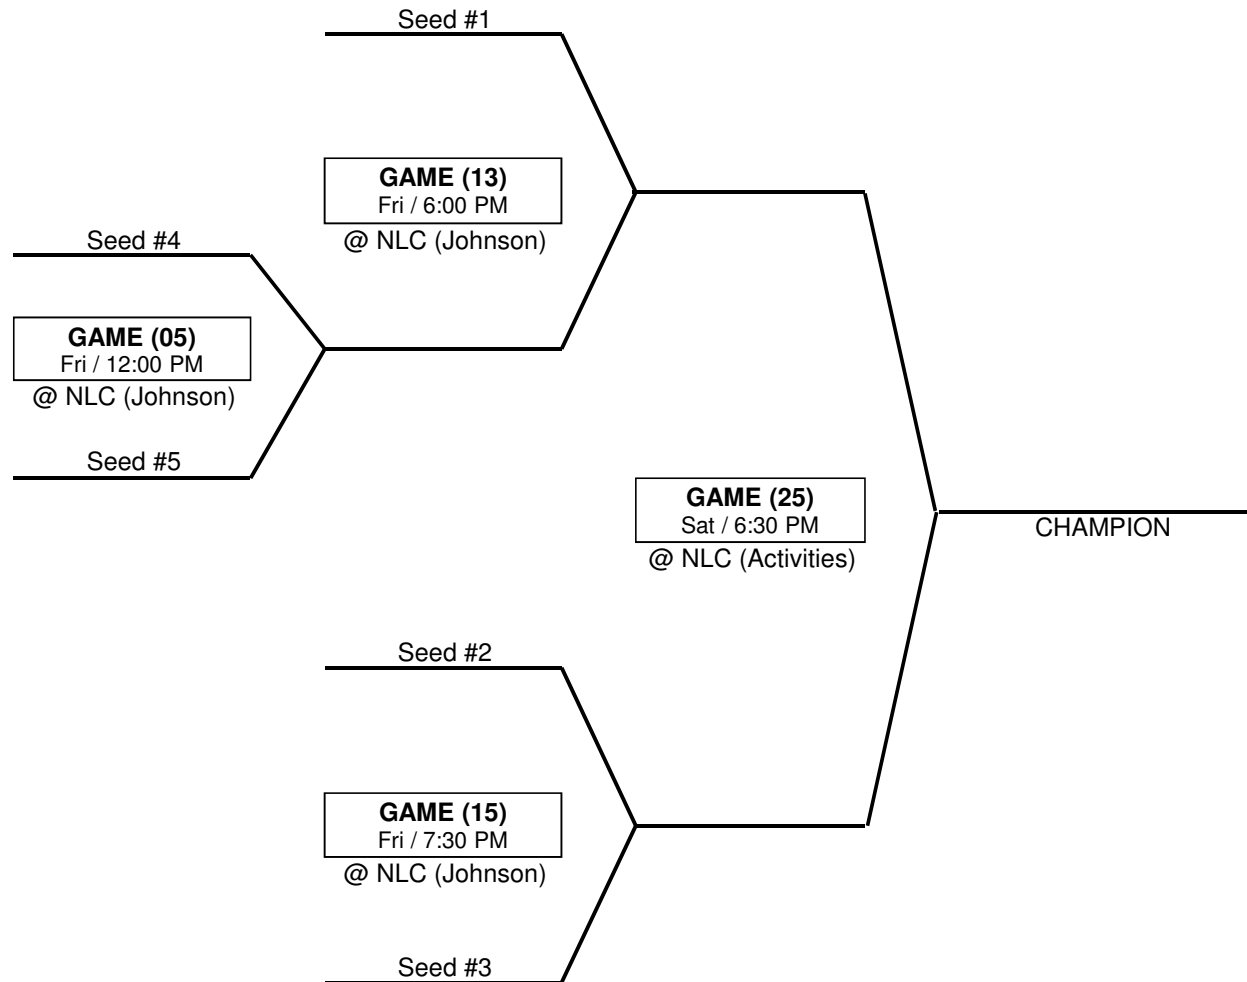 Seed #1
GAME (13)
Fri / 6:00 PM
@ NLC (Johnson)
Seed #4
GAME (05)
Fri / 12:00 PM
@ NLC (Johnson)
Seed #5
GAME (25)
Sat / 6:30 PM
@ NLC (Activities)
CHAMPION
Seed #2
GAME (15)
Fri / 7:30 PM
@ NLC (Johnson)
Seed #3